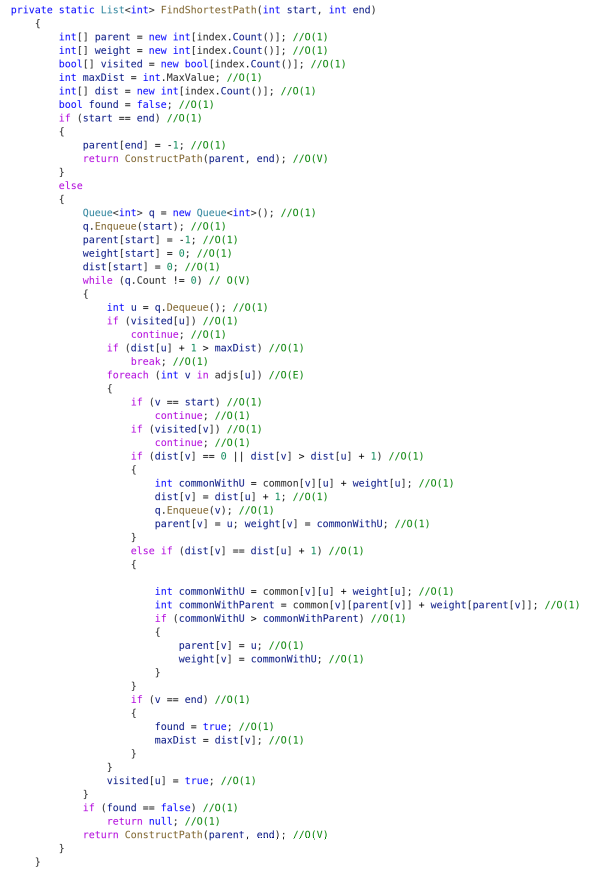 private static List<int> FindShortestPath(int start, int end)
{
int[] parent = new int[index.Count()]; //O(1)
int[] weight = new int[index.Count()]; //O(1)
bool[] visited = new bool[index.Count()]; //O(1)
int maxDist = int.MaxValue; //O(1)
int[] dist = new int[index.Count()]; //O(1)
bool found = false; //O(1)
if (start == end) //O(1)
{
parent[end] = -1; //O(1)
return ConstructPath(parent, end); //O(V)
}
else
{
Queue<int> q = new Queue<int>(); //O(1)
q.Enqueue(start); //O(1)
parent[start] = -1; //O(1)
weight[start] = 0; //O(1)
dist[start] = 0; //O(1)
while (q.Count != 0) // O(V)
{
int u = q.Dequeue(); //O(1)
if (visited[u]) //O(1)
continue; //O(1)
if (dist[u] + 1 > maxDist) //O(1)
break; //O(1)
foreach (int v in adjs[u]) //O(E)
{
if (v == start) //O(1)
continue; //O(1)
if (visited[v]) //O(1)
continue; //O(1)
if (dist[v] == 0 || dist[v] > dist[u] + 1) //O(1)
{
int commonWithU = common[v][u] + weight[u]; //O(1)
dist[v] = dist[u] + 1; //O(1)
q.Enqueue(v); //O(1)
parent[v] = u; weight[v] = commonWithU; //O(1)
}
else if (dist[v] == dist[u] + 1) //O(1)
{
int commonWithU = common[v][u] + weight[u]; //O(1)
int commonWithParent = common[v][parent[v]] + weight[parent[v]]; //O(1)
if (commonWithU > commonWithParent) //O(1)
{
parent[v] = u; //O(1)
weight[v] = commonWithU; //O(1)
}
}
if (v == end) //O(1)
{
found = true; //O(1)
maxDist = dist[v]; //O(1)
}
}
visited[u] = true; //O(1)
}
if (found == false) //O(1)
return null; //O(1)
return ConstructPath(parent, end); //O(V)
}
}